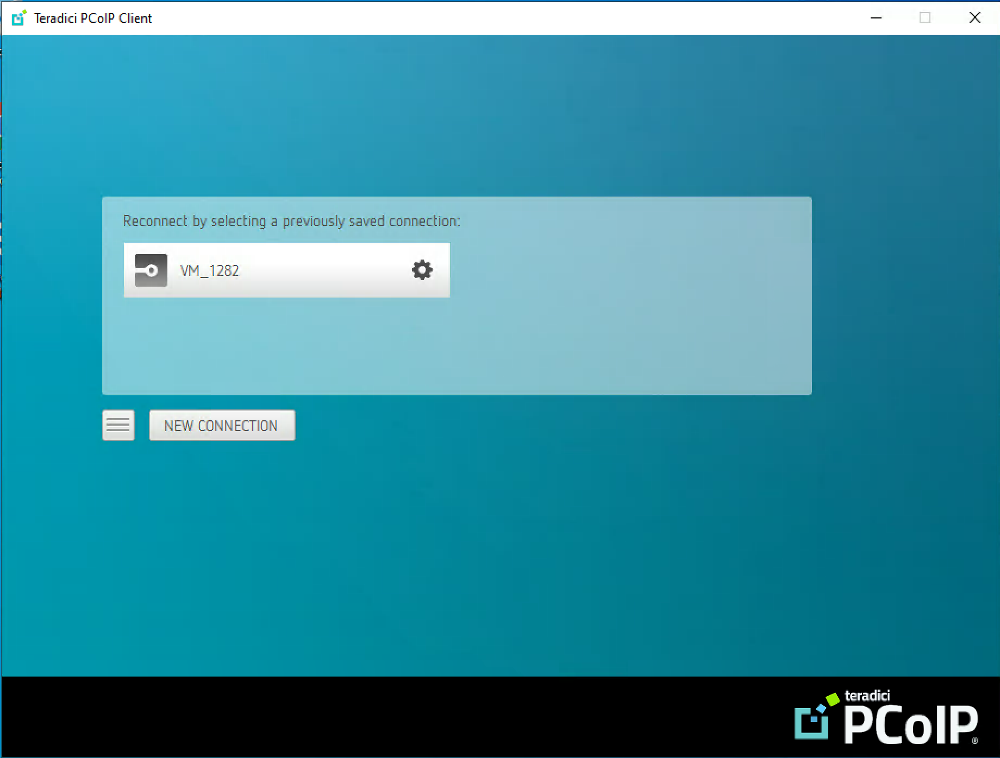 Teradici PCoIP Client
Reconnect by selecting a previously saved connection:
VM_1282
NEW CONNECTION
teradici
PCoIP®